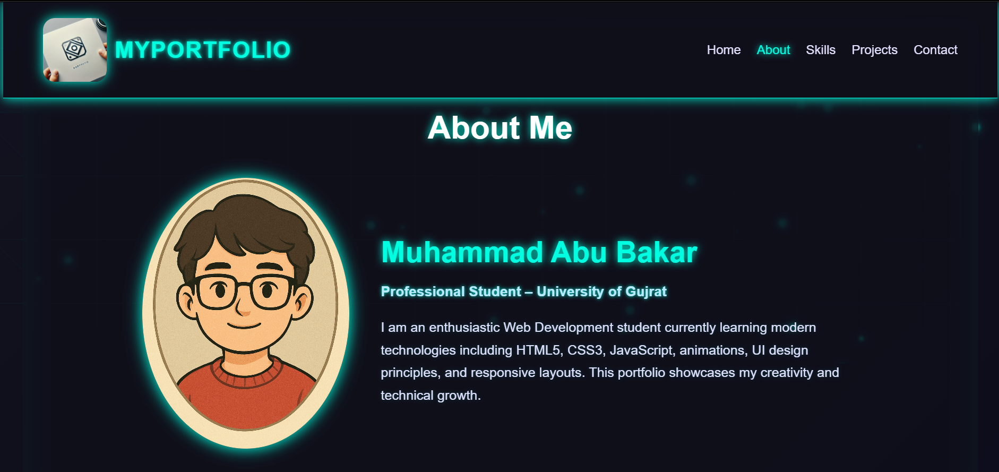 MYPORTFOLIO
Home About Skills Projects Contact
About Me
Muhammad Abu Bakar
Professional Student – University of Gujrat
I am an enthusiastic Web Development student currently learning modern
technologies including HTML5, CSS3, JavaScript, animations, UI design
principles, and responsive layouts. This portfolio showcases my creativity and
technical growth.